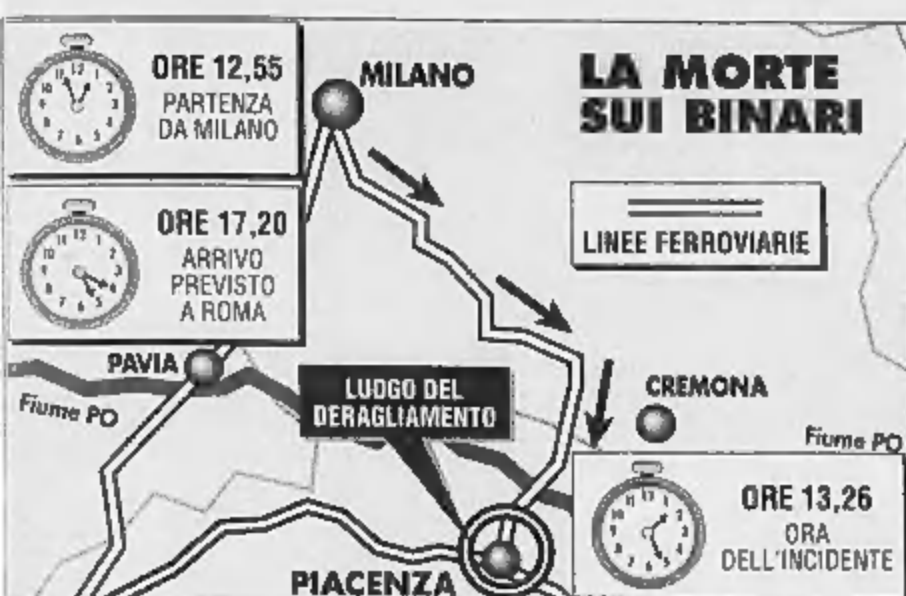 ORE 12,55
PARTENZA
DA MILANO
MILANO
LA MORTE
SUI BINARI
ORE 17,20
ARRIVO
PREVISTO
A ROMA
LINEE FERROVIARIE
PAVIA
Fiume PO
LUOGO DEL
DERAGLIAMENTO
CREMONA
Fiume PO
ORE 13,26
ORA
DELL'INCIDENTE
PIACENZA